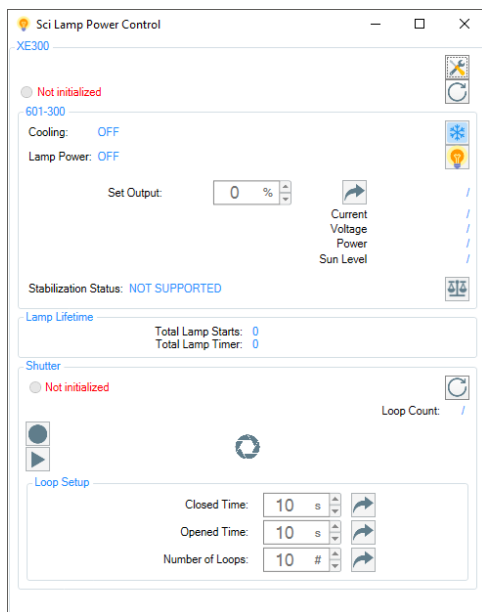 Sci Lamp Power Control
XE300
Not initialized
601-300
Cooling: OFF
Lamp Power: OFF
Set Output: 0 %
/
Current /
Voltage /
Power /
Sun Level /
Stabilization Status: NOT SUPPORTED
Lamp Lifetime
Total Lamp Starts: 0
Total Lamp Timer: 0
Shutter
Not initialized
Loop Count: /
Loop Setup
Closed Time: 10 s
Opened Time: 10 s
Number of Loops: 10 #